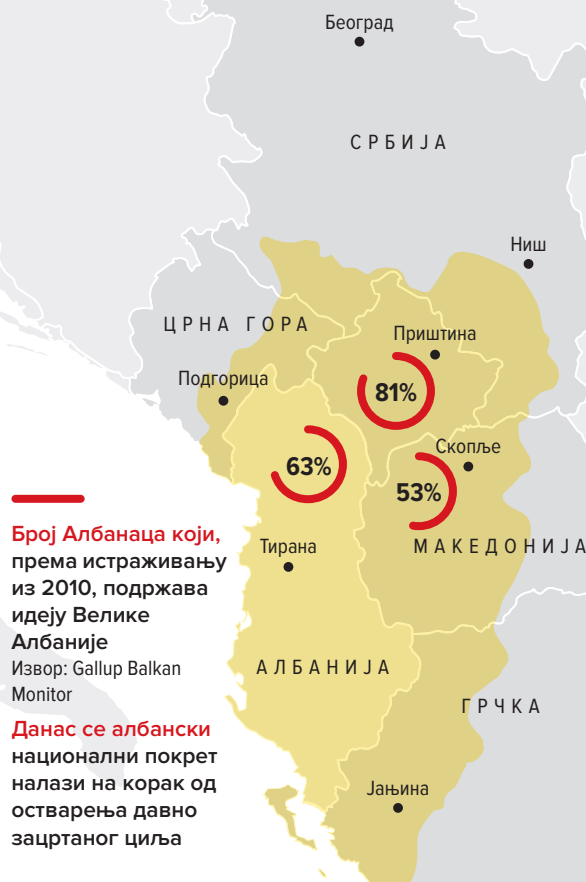 Београд
СРБИЈА
Ниш
ЦРНА ГОРА
Приштина
Подгорица
81%
Скопље
63%
53%
Број Албанаца који,
према истраживању
из 2010, подржава
идеју Велике
Албаније
Извор: Gallup Balkan
Monitor
Тирана
МАКЕДОНИЈА
АЛБАНИЈА
ГРЧКА
Данас се албански
национални покрет
налази на корак од
остварења давно
зацртаног циља
Јањина